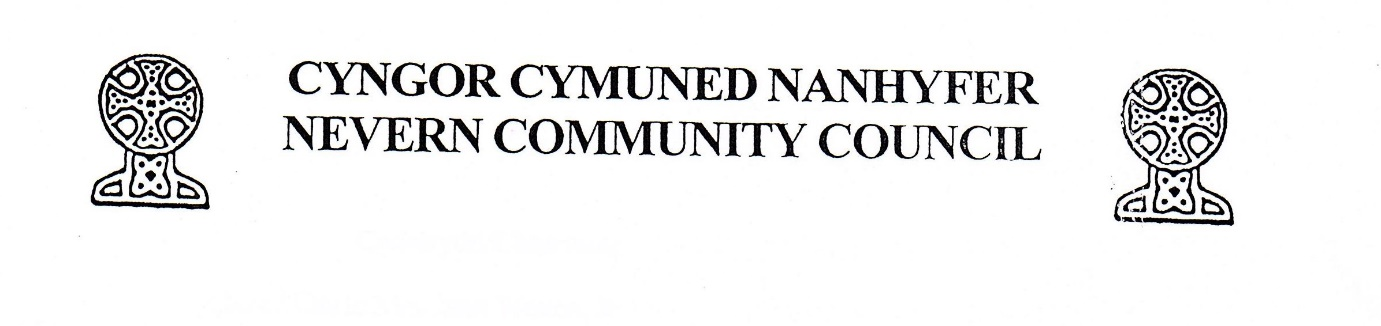 CYNGOR CYMUNED NANHYFER
NEVERN COMMUNITY COUNCIL